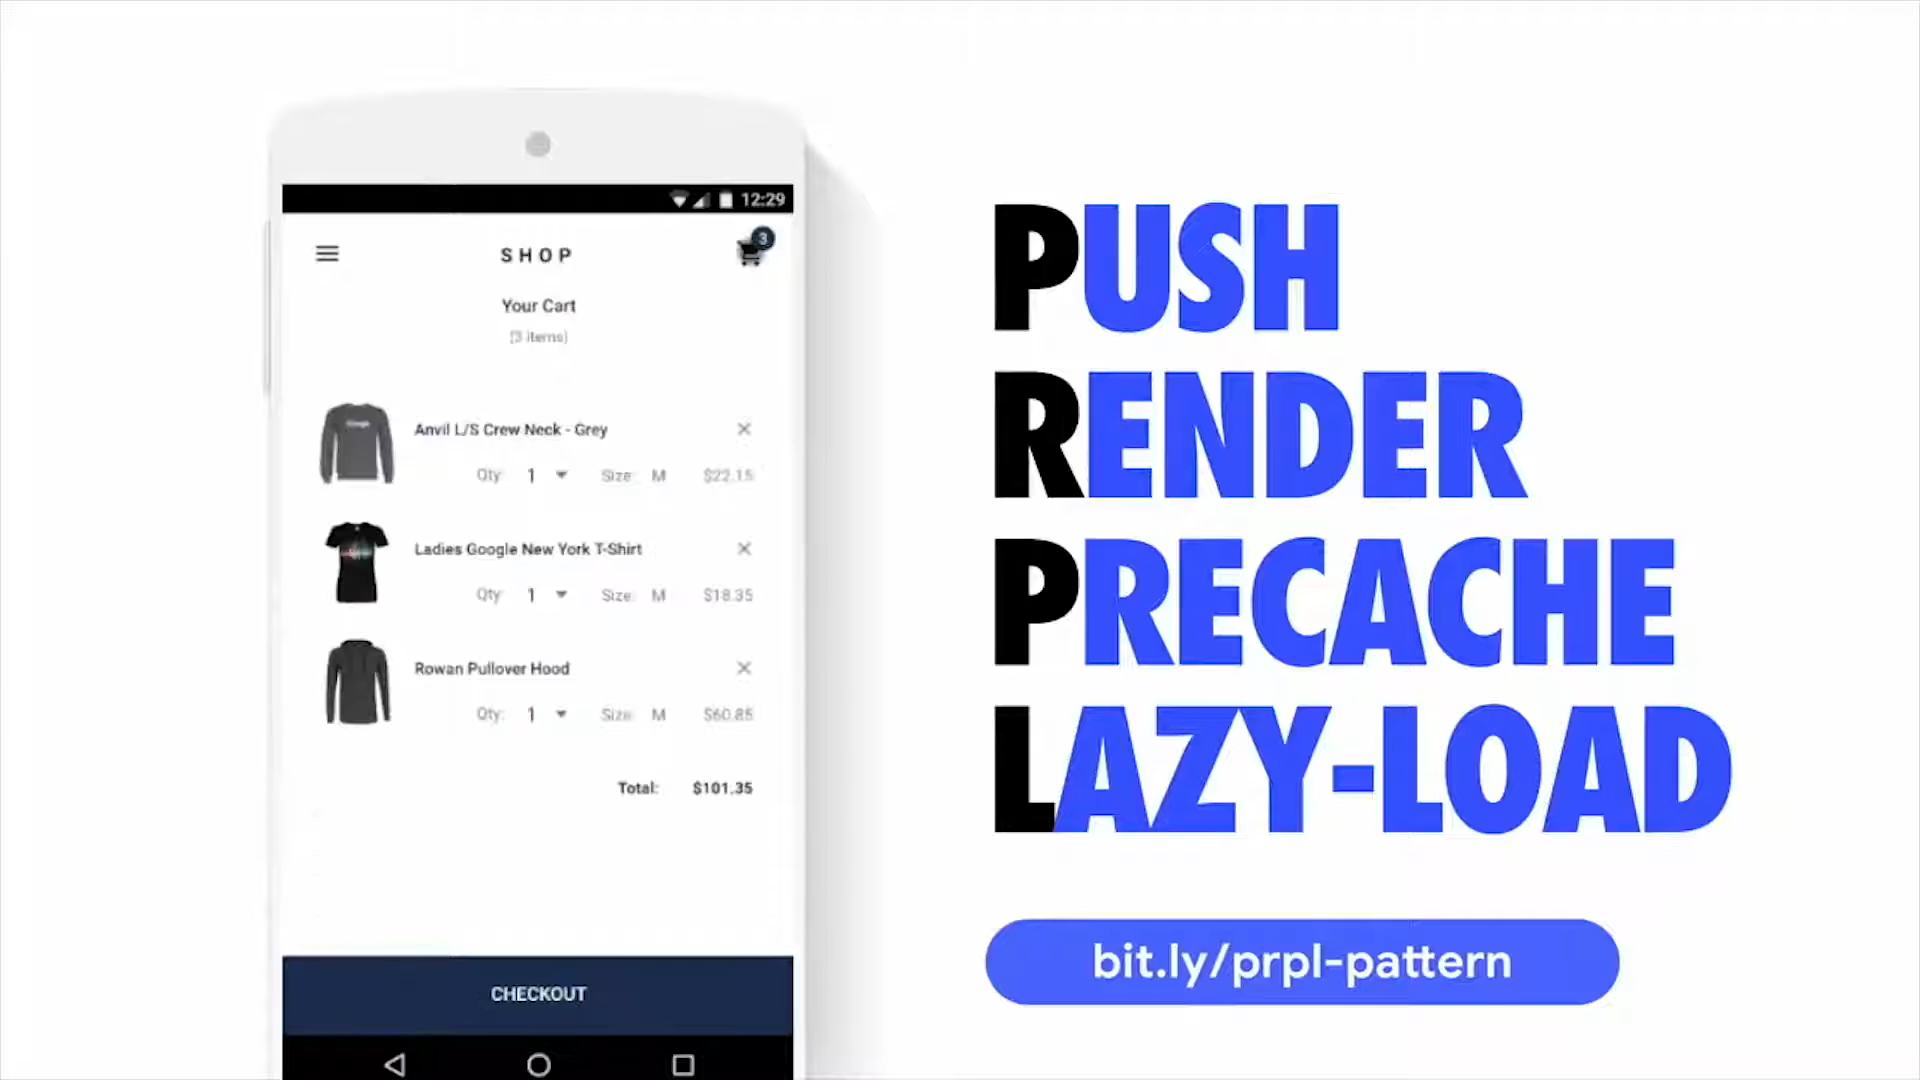 12:29
SHOP
3
Your Cart
(3 items)
Anvil L/S Crew Neck - Grey
Qty: 1 Size: M $22.15
Ladies Google New York T-Shirt
Qty: 1 Size: M $18.35
Rowan Pullover Hood
Qty: 1 Size: M $60.85
Total: $101.35
CHECKOUT
PUSH
RENDER
PRECACHE
LAZY-LOAD
bit.ly/prpl-pattern